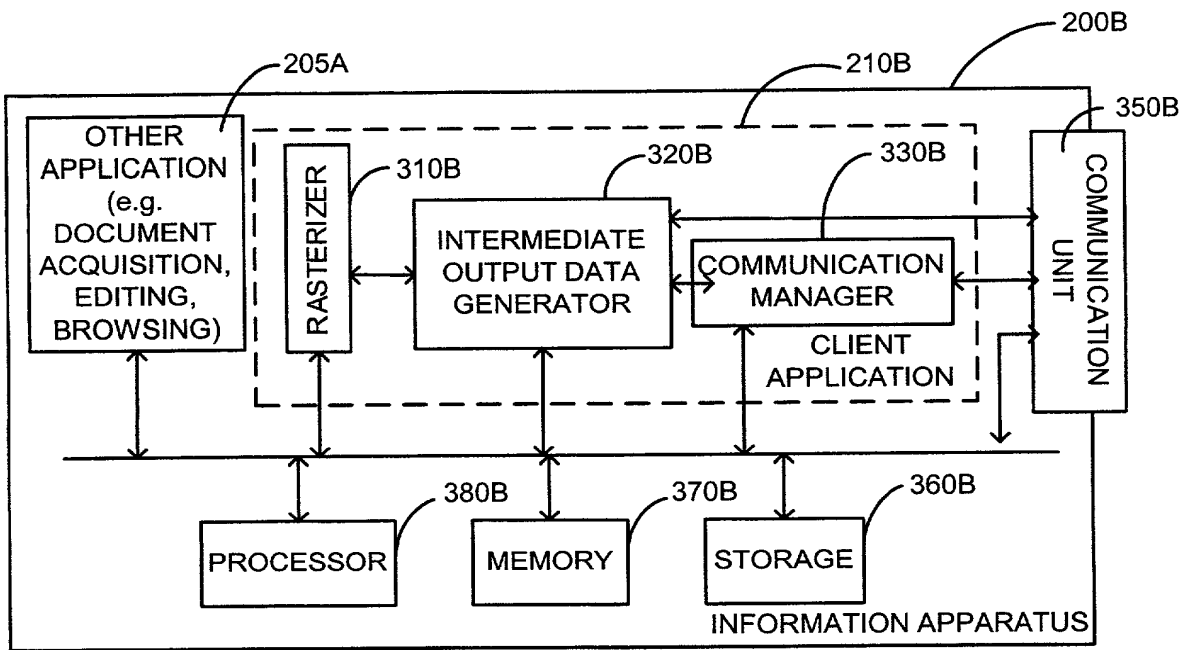 200B
205A
210B
350B
OTHER
APPLICATION
(e.g.
DOCUMENT
ACQUISITION,
EDITING,
BROWSING)
RASTERIZER
310B
320B
INTERMEDIATE
OUTPUT DATA
GENERATOR
330B
COMMUNICATION
MANAGER
CLIENT
APPLICATION
COMMUNICATION
UNIT
380B
PROCESSOR
370B
MEMORY
360B
STORAGE
INFORMATION APPARATUS